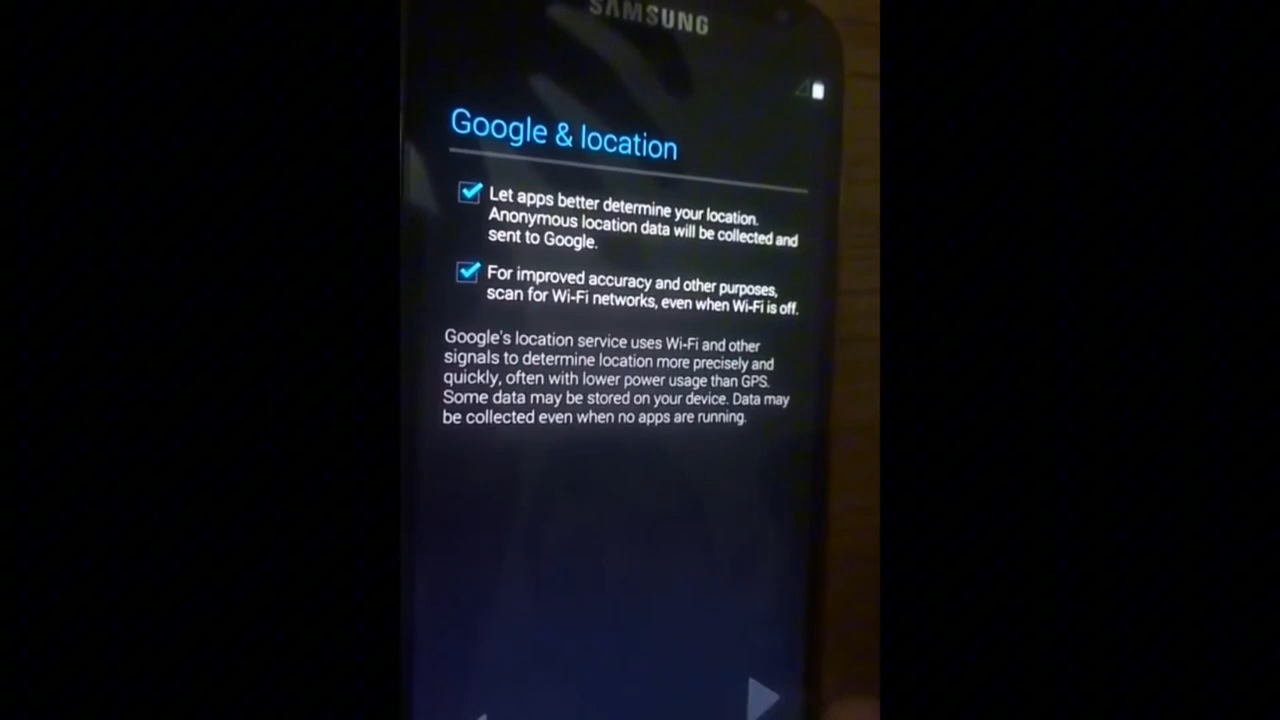 SAMSUNG
Google & location
Let apps better determine your location.
Anonymous location data will be collected and
sent to Google.
For improved accuracy and other purposes,
scan for Wi-Fi networks, even when Wi-Fi is off.
Google's location service uses Wi-Fi and other
signals to determine location more precisely and
quickly, often with lower power usage than GPS.
Some data may be stored on your device. Data may
be collected even when no apps are running.